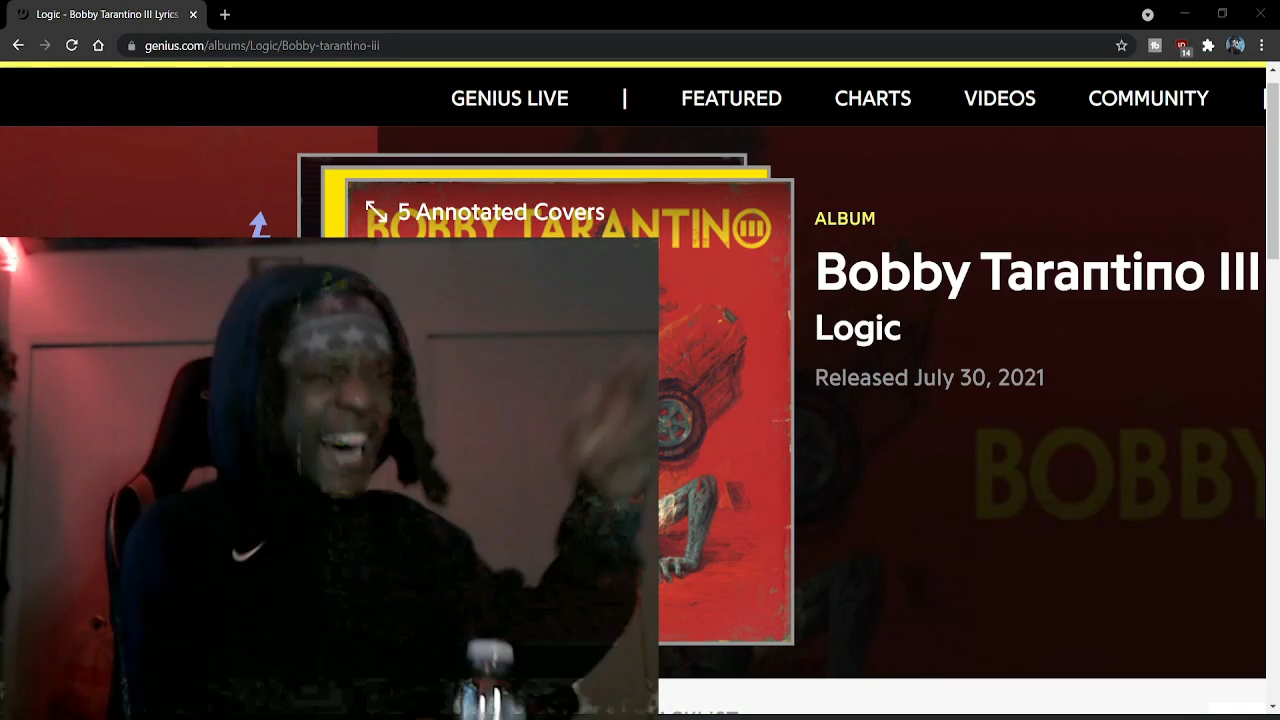 Logic - Bobby Tarantino III Lyrics
genius.com/albums/Logic/Bobby-tarantino-iii
14
GENIUS LIVE | FEATURED CHARTS VIDEOS COMMUNITY
5 Annotated Covers
BOBBY TARANTINO III
ALBUM
Bobby Tarantino III
Logic
Released July 30, 2021
BOBBY